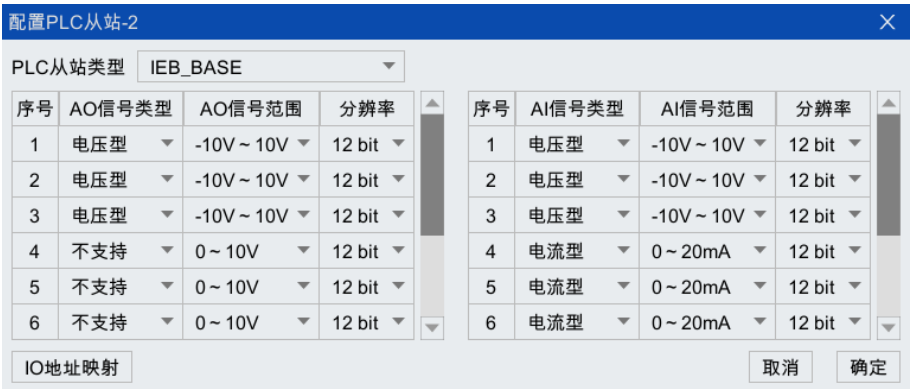 配置PLC从站-2
PLC从站类型 IEB_BASE
序号 AO信号类型 AO信号范围 分辨率 序号 AI信号类型 AI信号范围 分辨率
1 电压型 -10V ~ 10V 12 bit 1 电压型 -10V ~ 10V 12 bit
2 电压型 -10V ~ 10V 12 bit 2 电压型 -10V ~ 10V 12 bit
3 电压型 -10V ~ 10V 12 bit 3 电压型 -10V ~ 10V 12 bit
4 不支持 0 ~ 10V 12 bit 4 电流型 0 ~ 20mA 12 bit
5 不支持 0 ~ 10V 12 bit 5 电流型 0 ~ 20mA 12 bit
6 不支持 0 ~ 10V 12 bit 6 电流型 0 ~ 20mA 12 bit
IO地址映射 取消 确定